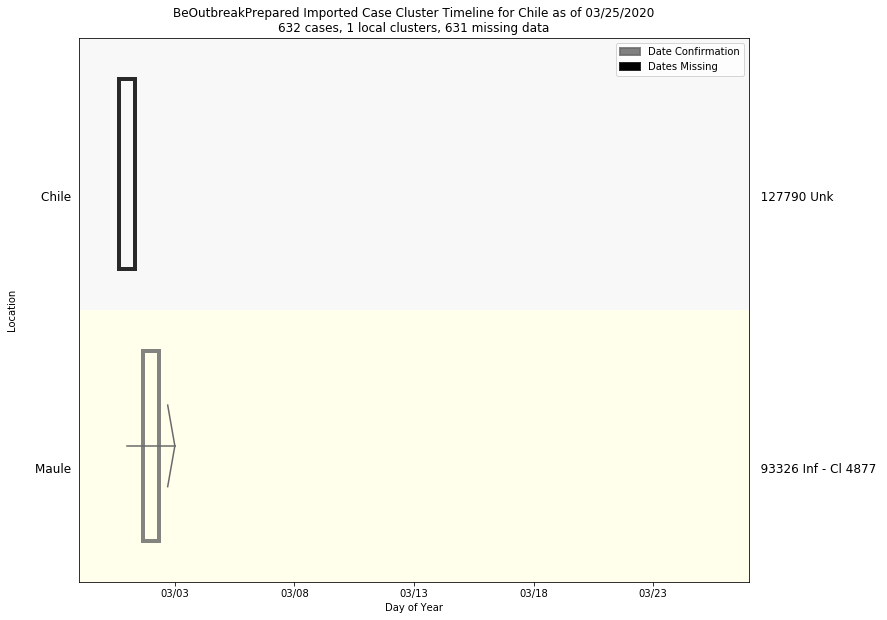 BeOutbreakPrepared Imported Case Cluster Timeline for Chile as of 03/25/2020
632 cases, 1 local clusters, 631 missing data
Date Confirmation
Dates Missing
Chile
127790 Unk
Location
Maule
93326 Inf - Cl 4877
03/03 03/08 03/13 03/18 03/23
Day of Year